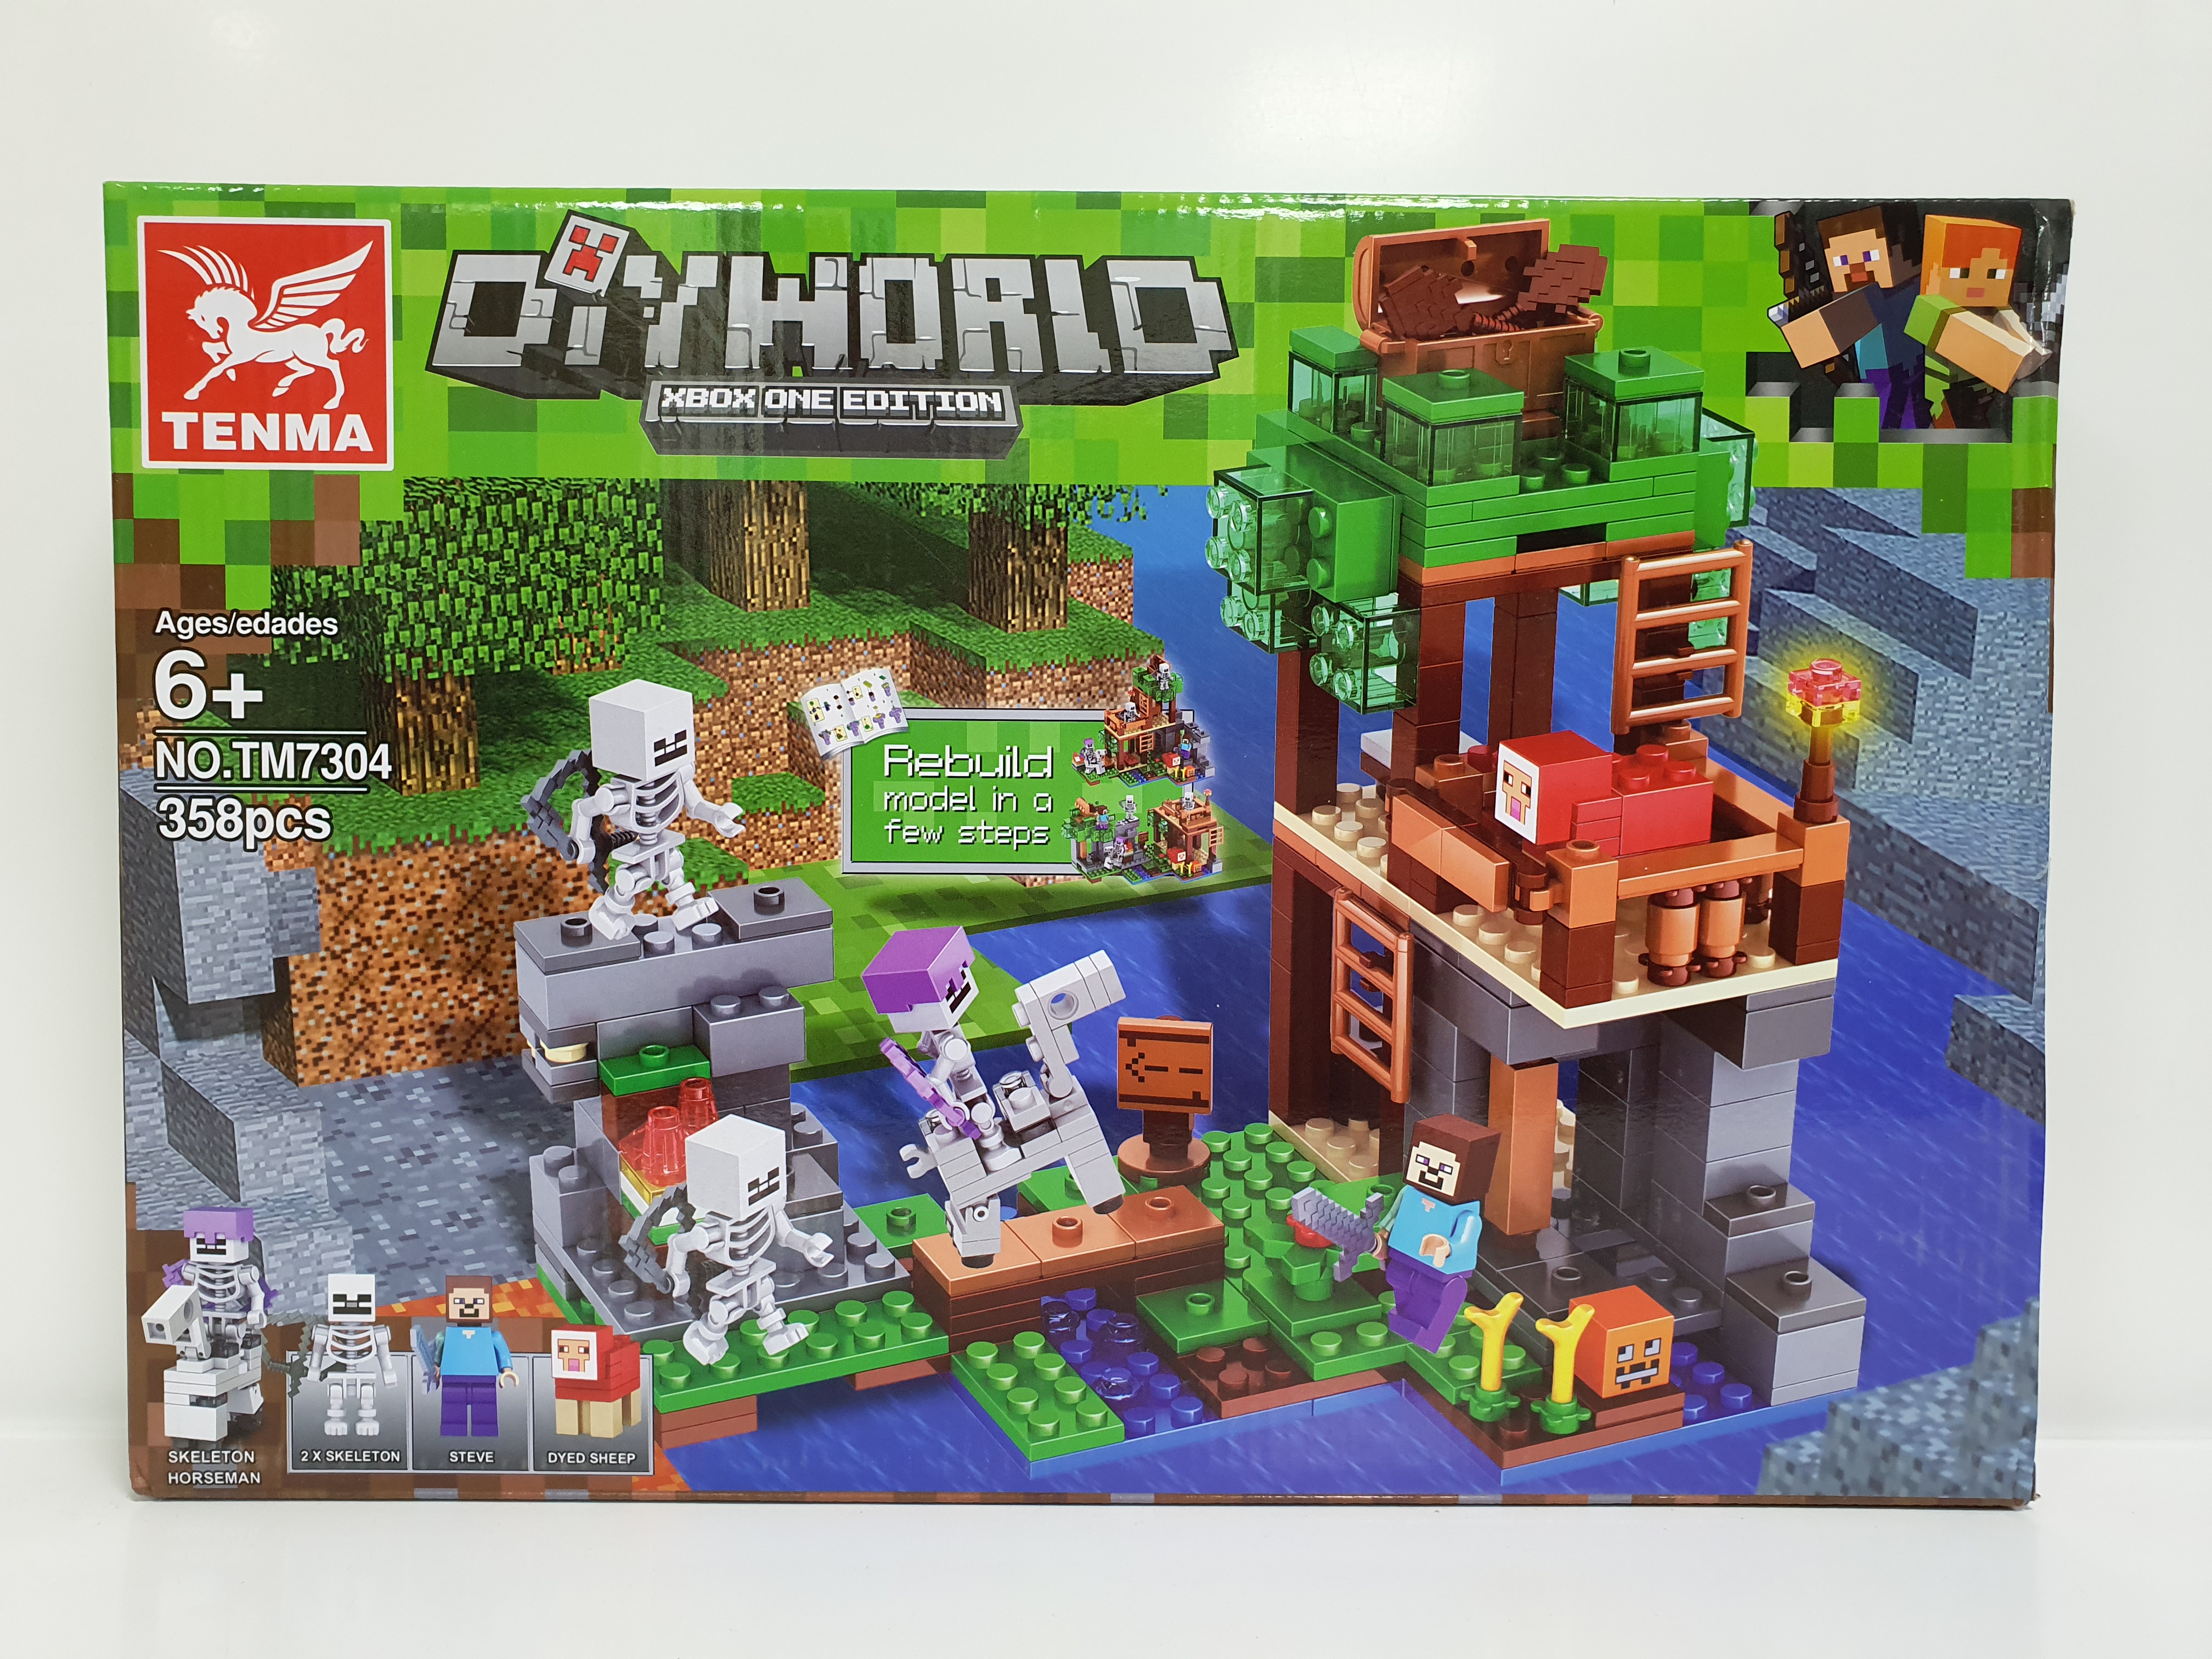 TENMA
DiYWORLD
XBOX ONE EDITION
Ages/edades
6+
NO.TM7304
358pcs
Rebuild
model in a
few steps
SKELETON
HORSEMAN
2 X SKELETON
STEVE
DYED SHEEP